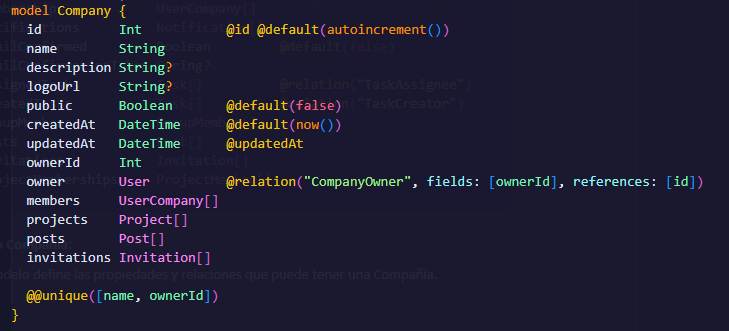 model Company {
  id          Int       @id @default(autoincrement())
  name        String
  description String?
  logoUrl     String?
  public      Boolean   @default(false)
  createdAt   DateTime  @default(now())
  updatedAt   DateTime  @updatedAt
  ownerId     Int
  owner       User      @relation("CompanyOwner", fields: [ownerId], references: [id])
  members     UserCompany[]
  projects    Project[]
  posts       Post[]
  invitations Invitation[]
odelo define las propiedades y relaciones que puede tener una Compañía.
  @@unique([name, ownerId])
}